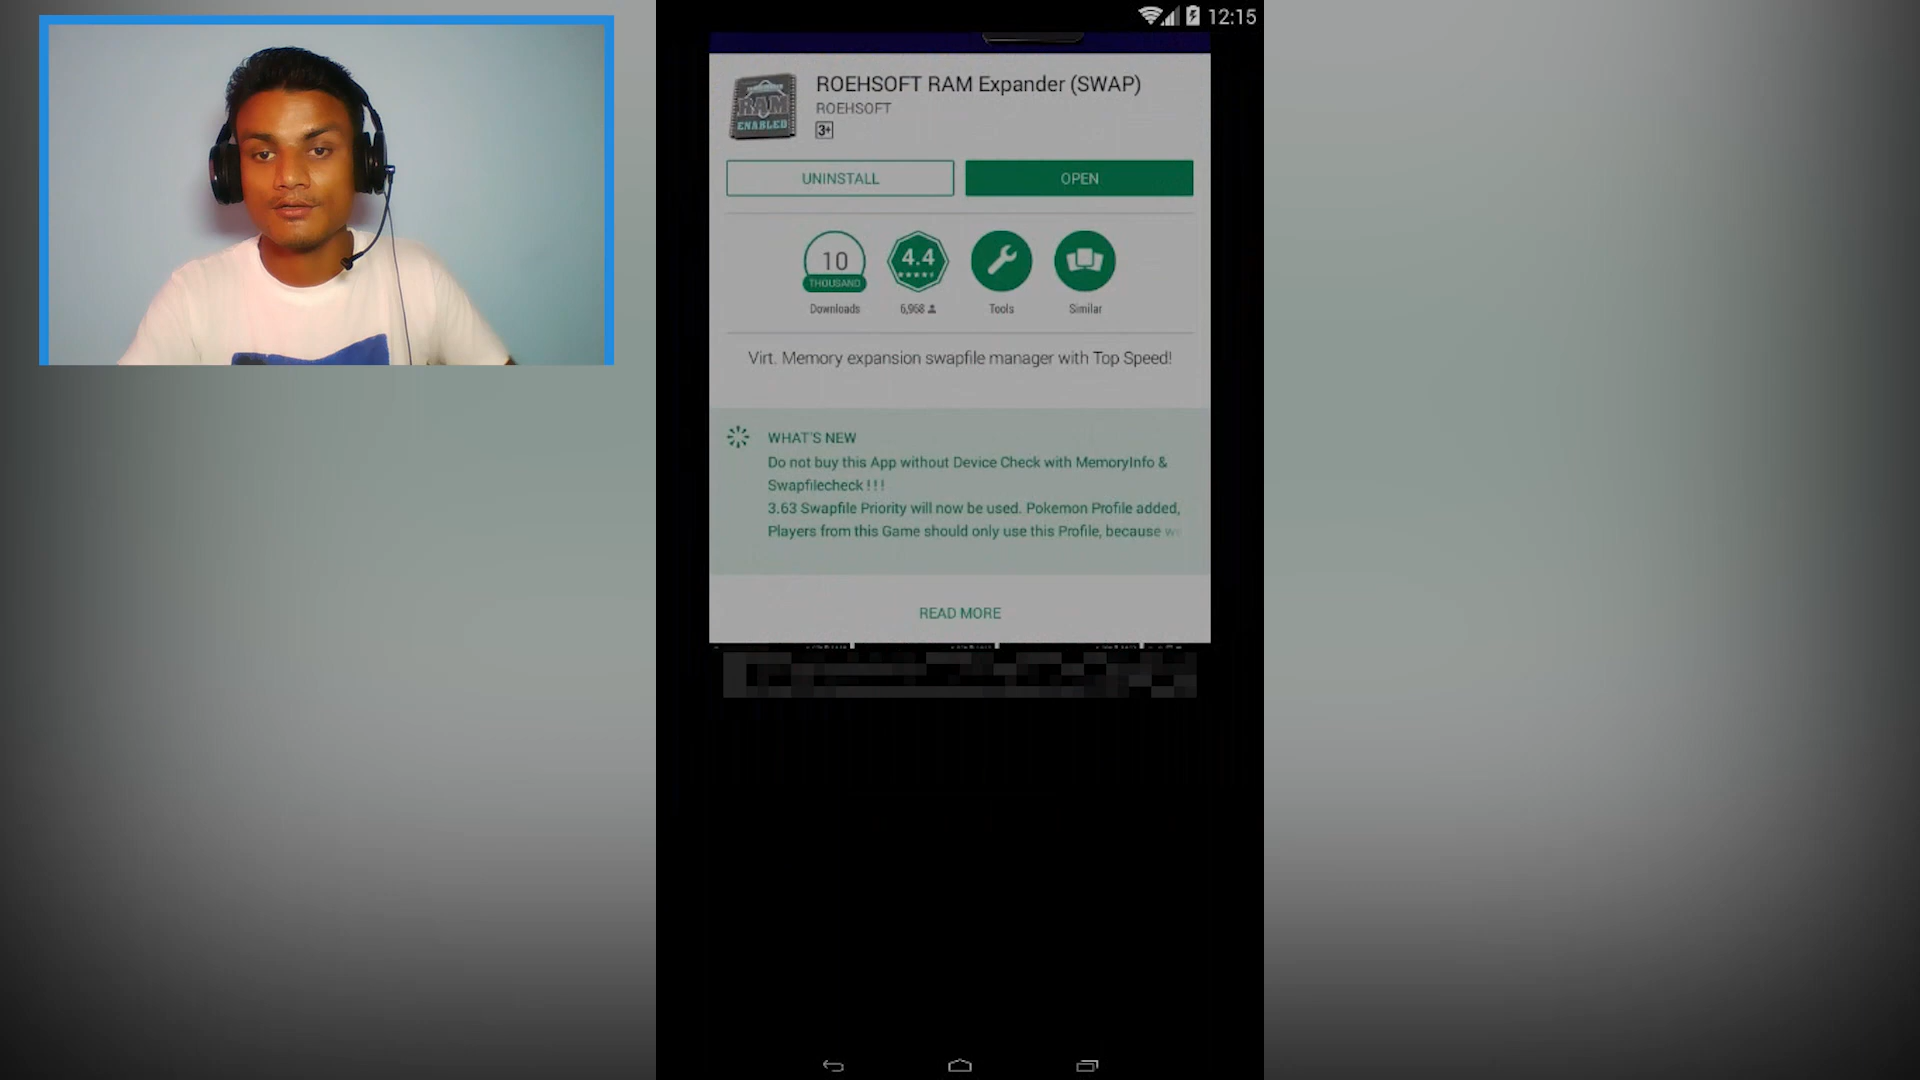 12:15
ROEHSOFT RAM Expander (SWAP)
ROEHSOFT
3+
RAM
ENABLED
UNINSTALL
OPEN
10
THOUSAND
4.4
Downloads
6,968
Tools
Similar
Virt. Memory expansion swapfile manager with Top Speed!
WHAT'S NEW
Do not buy this App without Device Check with MemoryInfo &
Swapfilecheck ! ! !
3.63 Swapfile Priority will now be used. Pokemon Profile added,
Players from this Game should only use this Profile, because
READ MORE